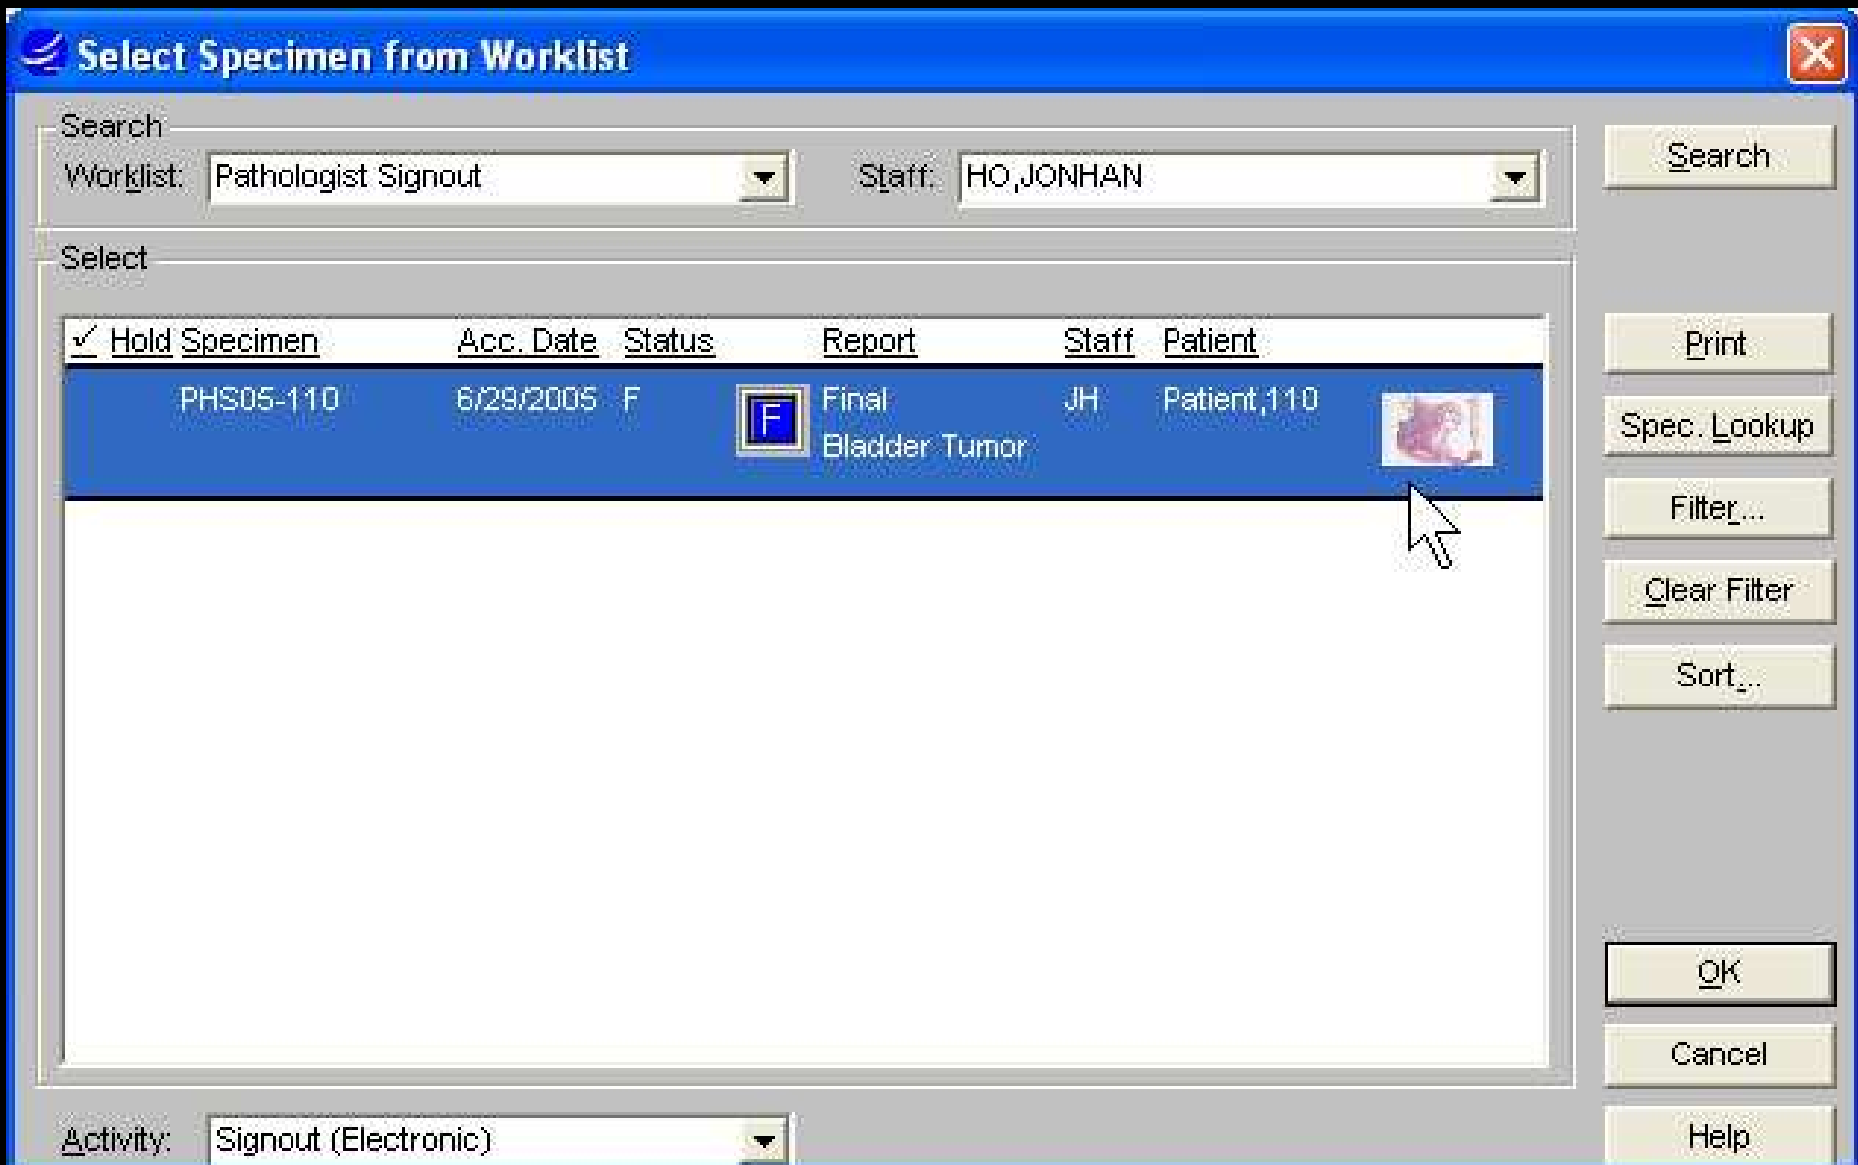 Select Specimen from Worklist
Search
Worklist: Pathologist Signout Staff: HO,JONHAN Search
Select
✓ Hold Specimen Acc. Date Status Report Staff Patient Print
PHS05-110 6/29/2005 F F Final JH Patient,110
Bladder Tumor
Spec. Lookup
Filter...
Clear Filter
Sort...
OK
Cancel
Activity: Signout (Electronic) Help